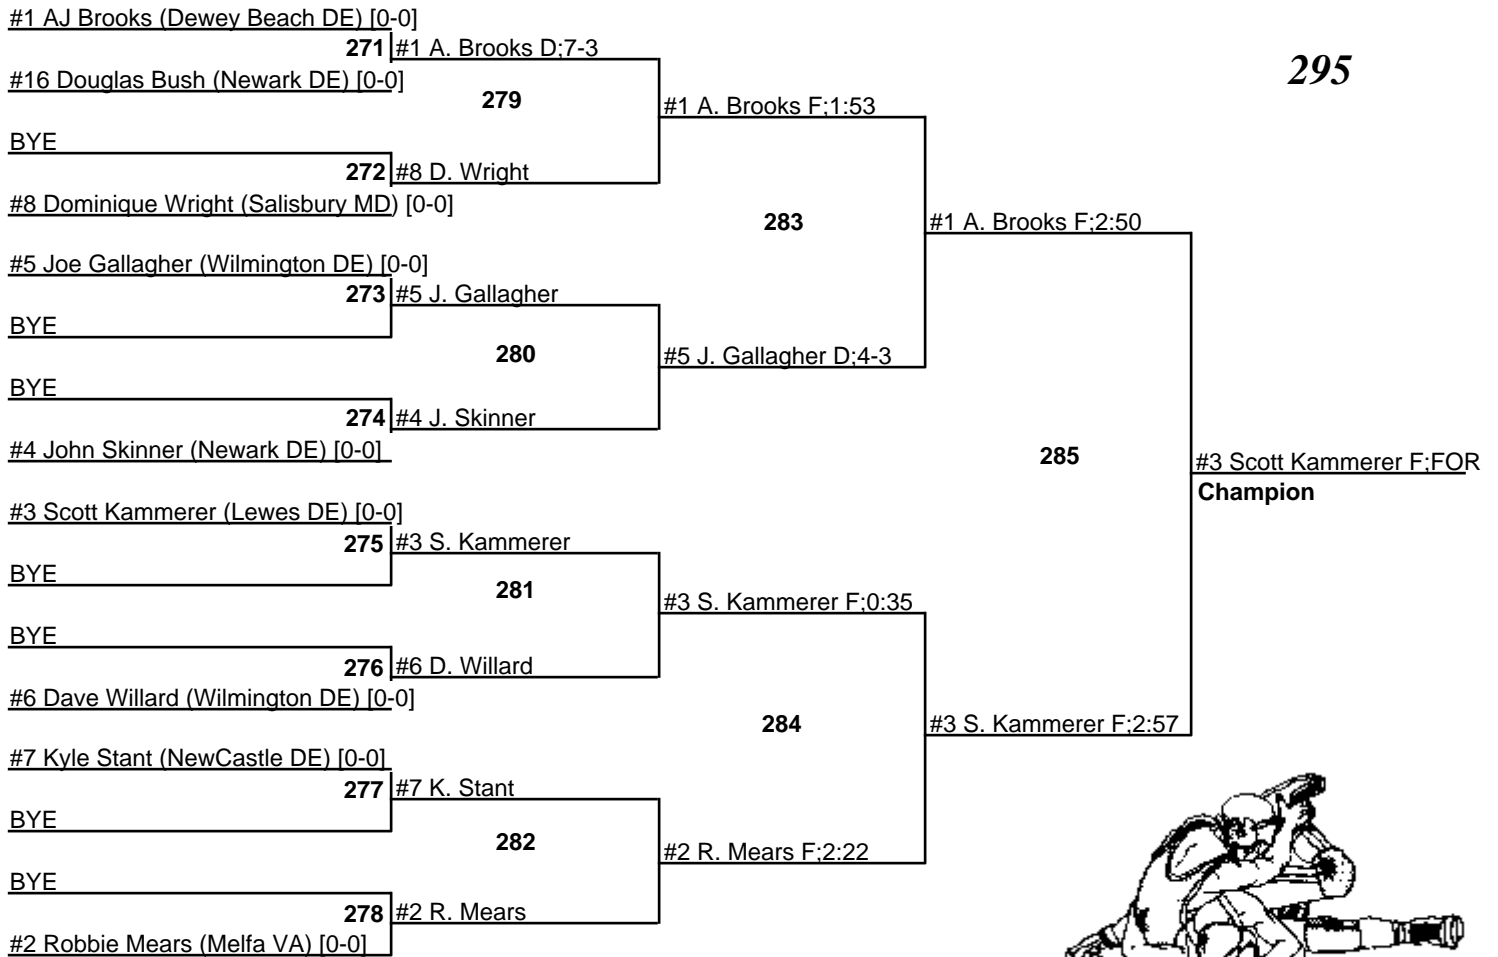 #1 AJ Brooks (Dewey Beach DE) [0-0]
271 #1 A. Brooks D;7-3
295
#16 Douglas Bush (Newark DE) [0-0]
279
#1 A. Brooks F;1:53
BYE
272 #8 D. Wright
#8 Dominique Wright (Salisbury MD) [0-0]
283
#1 A. Brooks F;2:50
#5 Joe Gallagher (Wilmington DE) [0-0]
273 #5 J. Gallagher
BYE
280
#5 J. Gallagher D;4-3
BYE
274 #4 J. Skinner
#4 John Skinner (Newark DE) [0-0]
285
#3 Scott Kammerer F;FOR
Champion
#3 Scott Kammerer (Lewes DE) [0-0]
275 #3 S. Kammerer
BYE
281
#3 S. Kammerer F;0:35
BYE
276 #6 D. Willard
#6 Dave Willard (Wilmington DE) [0-0]
284
#3 S. Kammerer F;2:57
#7 Kyle Stant (NewCastle DE) [0-0]
277 #7 K. Stant
BYE
282
#2 R. Mears F;2:22
BYE
278 #2 R. Mears
#2 Robbie Mears (Melfa VA) [0-0]